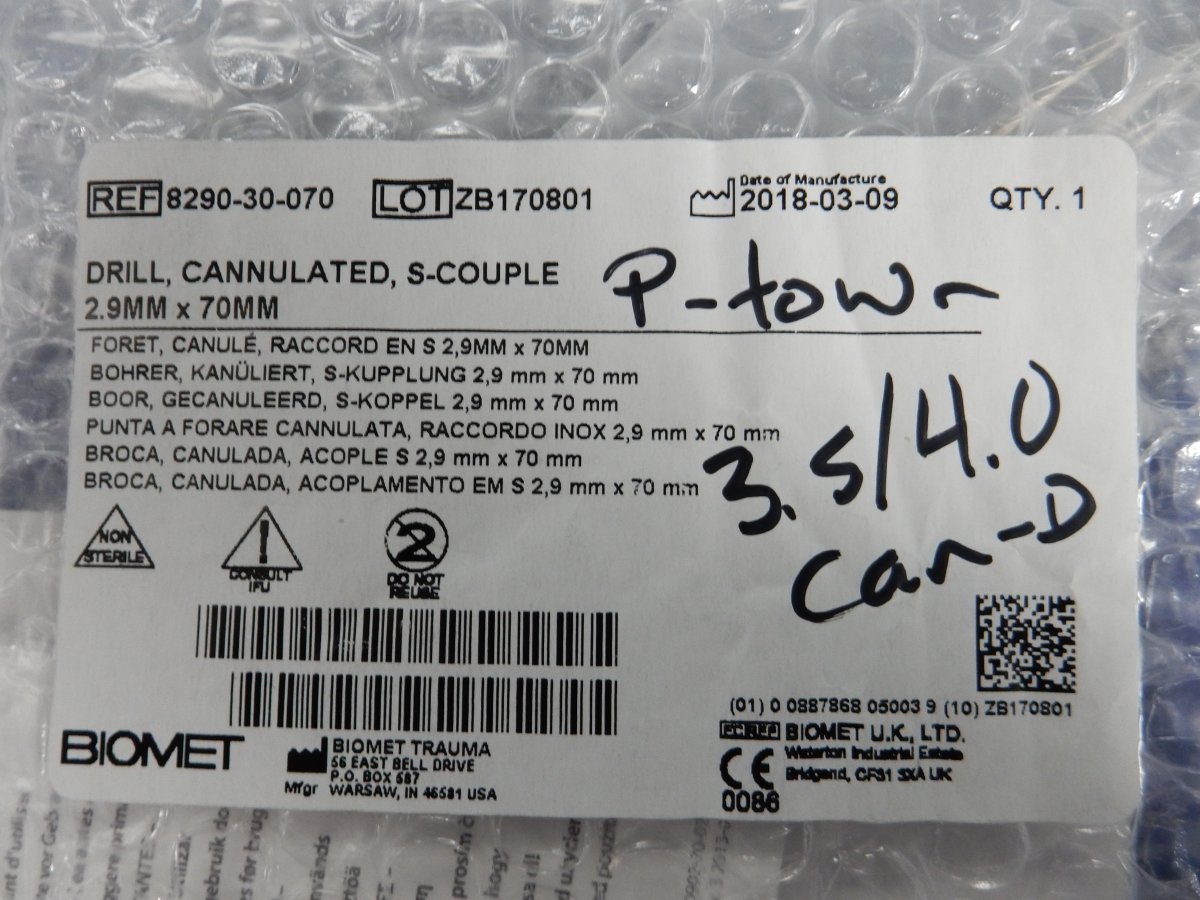 REF 8290-30-070 LOT ZB170801 Date of Manufacture 2018-03-09 QTY. 1
DRILL, CANNULATED, S-COUPLE
2.9MM x 70MM
P-town
FORET, CANULÉ, RACCORD EN S 2,9MM x 70MM
BOHRER, KANÜLIERT, S-KUPPLUNG 2,9 mm x 70 mm
BOOR, GECANULEERD, S-KOPPEL 2,9 mm x 70 mm
PUNTA A FORARE CANNULATA, RACCORDO INOX 2,9 mm x 70 mm
BROCA, CANULADA, ACOPLE S 2,9 mm x 70 mm
BROCA, CANULADA, ACOPLAMENTO EM S 2,9 mm x 70 mm
3.5/4.0
Can-D
NON
STERILE
CONSULT
IFU
2
DO NOT
REUSE
(01) 0 0887868 05003 9 (10) ZB170801
BIOMET
BIOMET TRAUMA
56 EAST BELL DRIVE
P.O. BOX 587
Mfgr WARSAW, IN 46581 USA
EC REP BIOMET U.K., LTD.
Waterton Industrial Estate
Bridgend, CF31 3XA UK
CE
0086